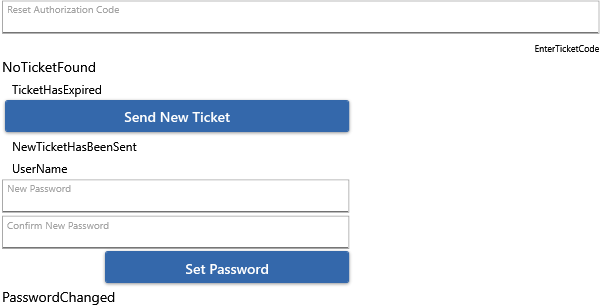 Reset Authorization Code
EnterTicketCode
NoTicketFound
TicketHasExpired
Send New Ticket
NewTicketHasBeenSent
UserName
New Password
Confirm New Password
Set Password
PasswordChanged